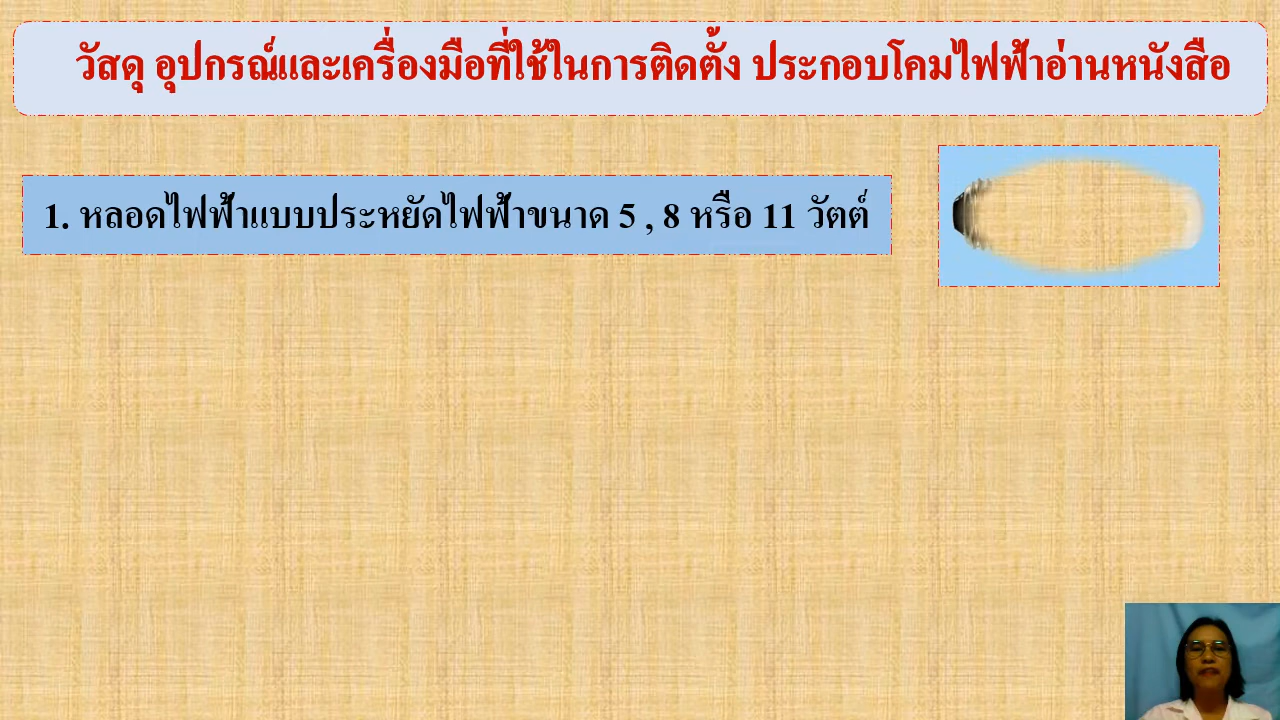 วัสดุ อุปกรณ์และเครื่องมือที่ใช้ในการติดตั้ง ประกอบโคมไฟฟ้าอ่านหนังสือ
1. หลอดไฟฟ้าแบบประหยัดไฟฟ้าขนาด 5 , 8 หรือ 11 วัตต์